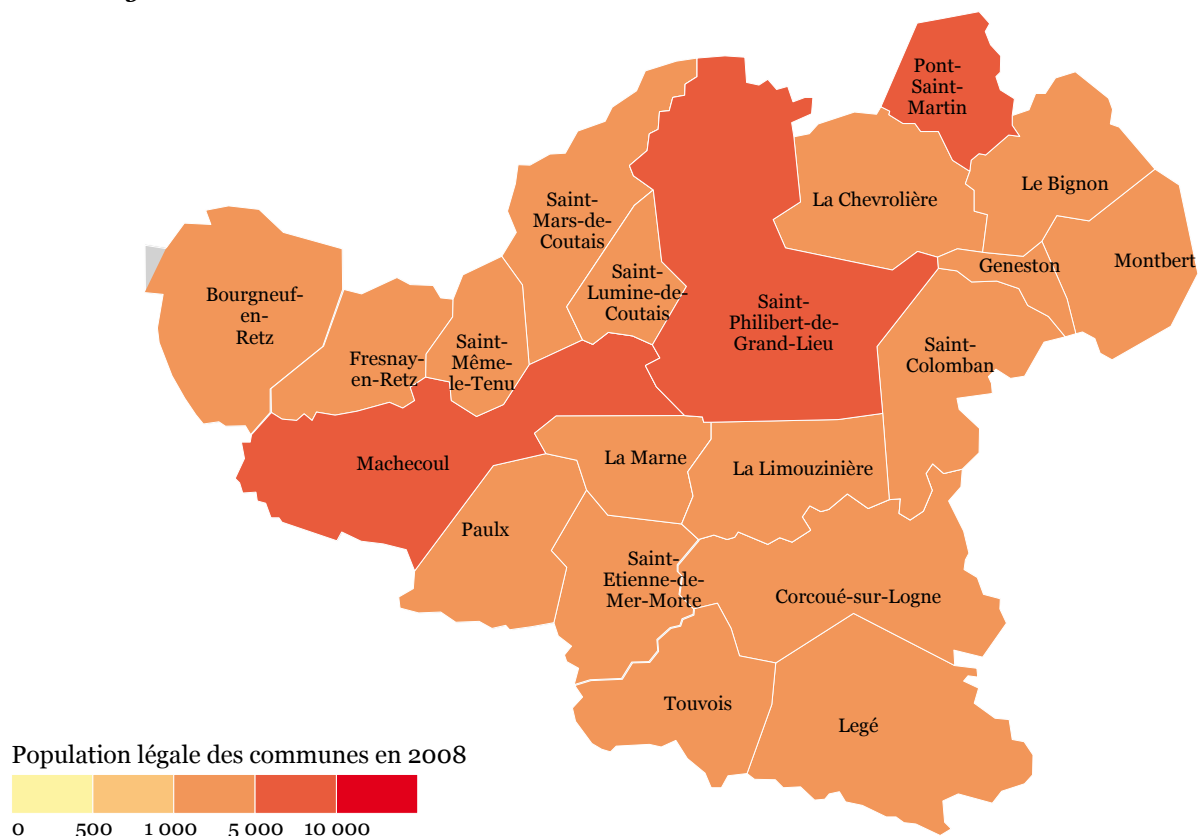 Pont-
Saint-
Martin
Le Bignon
La Chevrolière
Saint-
Mars-de-
Coutais
Montbert
Geneston
Saint-
Lumine-de-
Coutais
Bourgneuf-
en-
Retz
Saint-
Philibert-de-
Grand-Lieu
Saint-
Colomban
Fresnay-
en-Retz
Saint-
Même-
le-Tenu
Machecoul
La Marne
La Limouzinière
Paulx
Saint-
Etienne-de-
Mer-Morte
Corcoué-sur-Logne
Touvois
Legé
Population légale des communes en 2008
0 500 1 000 5 000 10 000